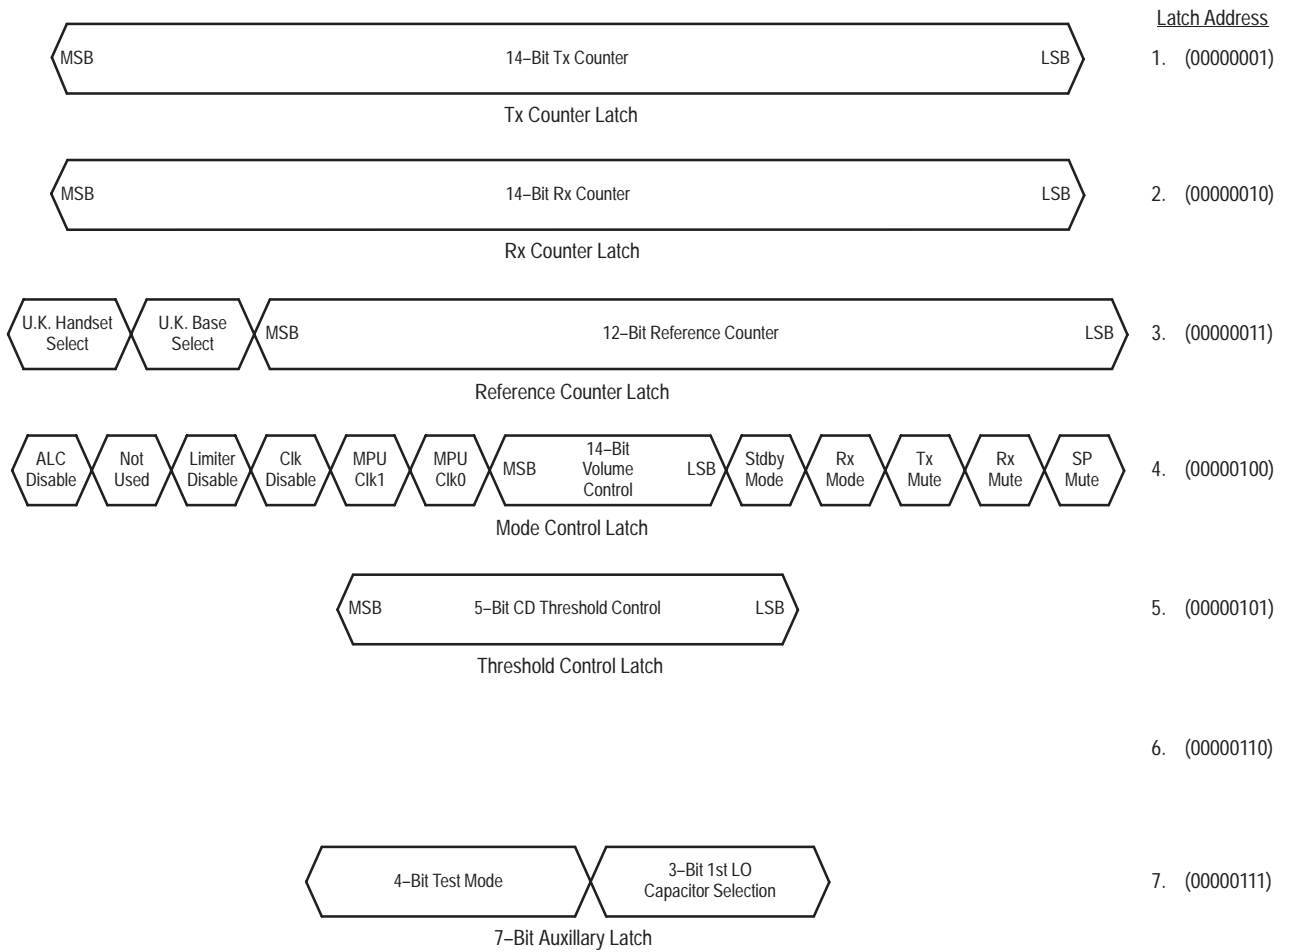 Latch Address
MSB 14–Bit Tx Counter LSB 1. (00000001)
Tx Counter Latch
MSB 14–Bit Rx Counter LSB 2. (00000010)
Rx Counter Latch
U.K. Handset
Select
U.K. Base
Select
MSB 12–Bit Reference Counter LSB 3. (00000011)
Reference Counter Latch
ALC
Disable
Not
Used
Limiter
Disable
Clk
Disable
MPU
Clk1
MPU
Clk0
MSB
14–Bit
Volume
Control
LSB
Stdby
Mode
Rx
Mode
Tx
Mute
Rx
Mute
SP
Mute
4. (00000100)
Mode Control Latch
MSB 5–Bit CD Threshold Control LSB 5. (00000101)
Threshold Control Latch
6. (00000110)
4–Bit Test Mode
3–Bit 1st LO
Capacitor Selection
7. (00000111)
7–Bit Auxillary Latch